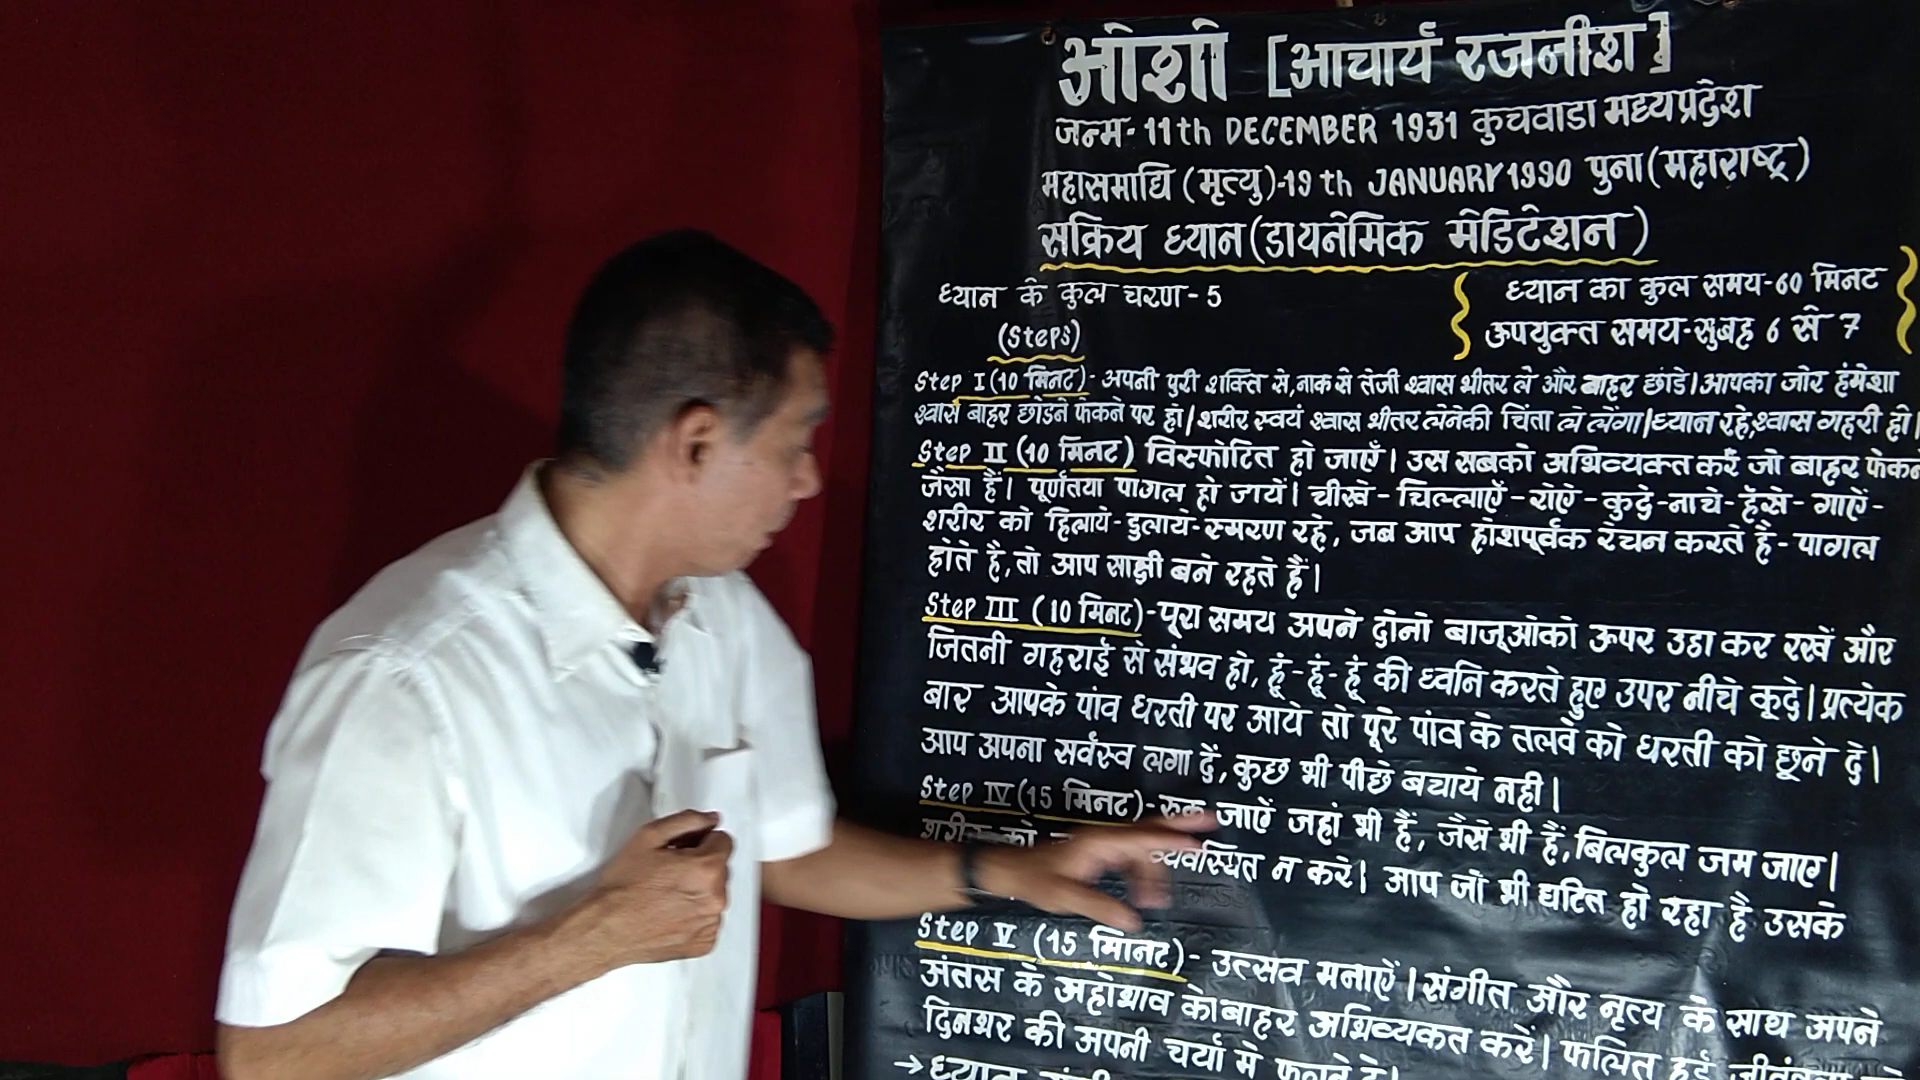 ओशो [आचार्य रजनीश]
जन्म- 11th DECEMBER 1931 कुचवाडा मध्यप्रदेश
महासमाधि (मृत्यु)-19 th JANUARY 1990 पुना (महाराष्ट्र)
सक्रिय ध्यान (डायनेमिक मेडिटेशन)
ध्यान के कुल चरण - 5
(Steps)
ध्यान का कुल समय-60 मिनट
उपयुक्त समय-सुबह 6 से 7
Step I (10 मिनट)- अपनी पुरी शक्ति से, नाक से तेजी श्वास भीतर ले और बाहर छोडे। आपका जोर हंमेशा
श्वास बाहर छोडने फेकने पर हो। शरीर स्वयं श्वास भीतर लेनेकी चिंता ले लेंगा। ध्यान रहे, श्वास गहरी हो।
Step II (10 मिनट) विस्फोटित हो जाएँ। उस सबको अभिव्यक्त करें जो बाहर फेकने
जैसा हैं। पूर्णतया पागल हो जायें। चीखे - चिल्लाऐं - रोऐं - कुदे - नाचे - हँसे - गाऐं -
शरीर को हिलाये - डुलाये - स्मरण रहे, जब आप होशपूर्वक रेचन करते है - पागल
होते है, तो आप साक्षी बने रहते हैं।
Step III (10 मिनट)-पूरा समय अपने दोनो बाजूओको ऊपर उठा कर रखें और
जितनी गहराई से संभव हो, हूं-हूं-हूं की ध्वनि करते हुए उपर नीचे कूदे। प्रत्येक
बार आपके पांव धरती पर आये तो पूरे पांव के तलवे को धरती को छूने दे।
आप अपना सर्वस्व लगा दें, कुछ भी पीछे बचाये नही।
Step IV (15 मिनट)- रुक जाऐं जहां भी हैं, जैसे भी हैं, बिलकुल जम जाए।
शरीर को व्यवस्थित न करे। आप जो भी घटित हो रहा है उसके
Step V (15 मिनट)- उत्सव मनाऐं। संगीत और नृत्य के साथ अपने
अंतस के अहोभाव को बाहर अभिव्यकत करें। फलित हुई
दिनभर की अपनी चर्या मे फलने दे।
→ ध्यान